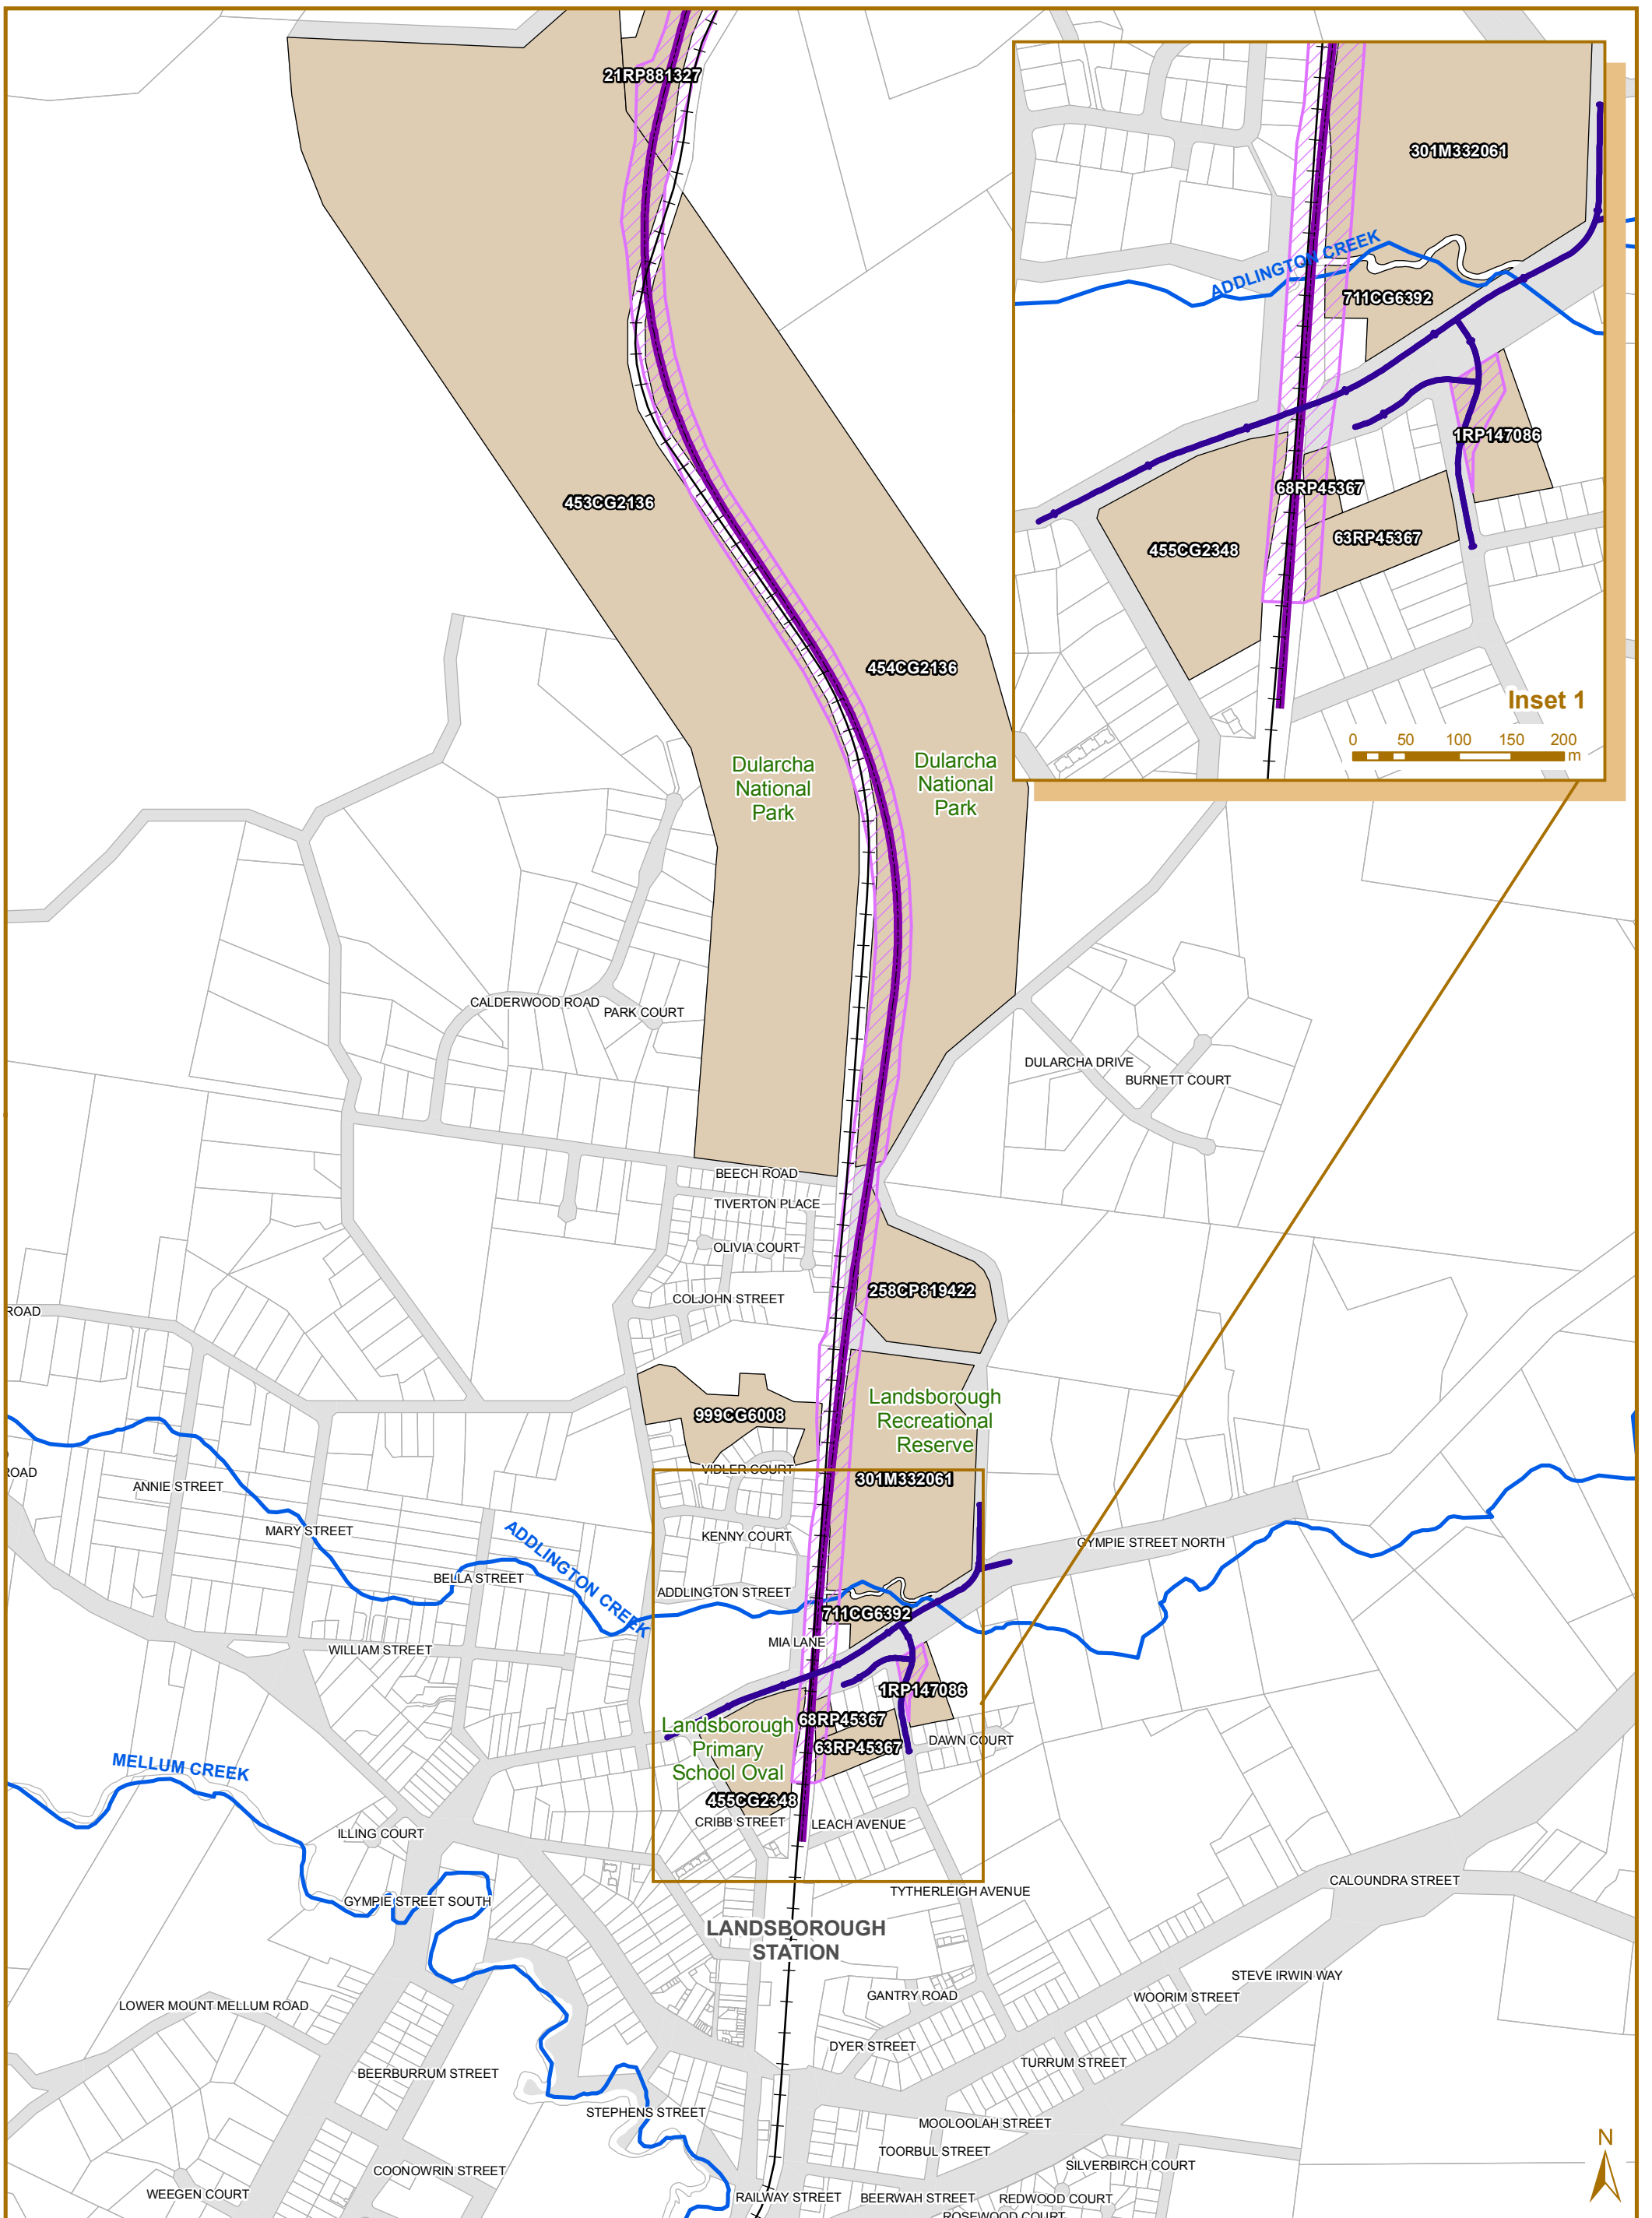 21RP881327
301M332061
ADDLINGTON CREEK
711CG6392
1RP147086
68RP45367
63RP45367
455CG2348
Inset 1
0 50 100 150 200
m
453CG2136
454CG2136
Dularcha
National
Park
Dularcha
National
Park
CALDERWOOD ROAD
PARK COURT
DULARCHA DRIVE
BURNETT COURT
BEECH ROAD
TIVERTON PLACE
OLIVIA COURT
COLJOHN STREET
258CP819422
ROAD
999CG6008
Landsborough
Recreational
Reserve
VIDLER COURT
301M332061
ROAD
ANNIE STREET
MARY STREET
ADDLINGTON CREEK
KENNY COURT
GYMPIE STREET NORTH
BELLA STREET
ADDLINGTON STREET
711CG6392
WILLIAM STREET
MIA LANE
1RP147086
68RP45367
Landsborough
Primary
School Oval
63RP45367
DAWN COURT
MELLUM CREEK
455CG2348
CRIBB STREET
LEACH AVENUE
ILLING COURT
CALOUNDRA STREET
TYTHERLEIGH AVENUE
GYMPIE STREET SOUTH
LANDSBOROUGH
STATION
STEVE IRWIN WAY
GANTRY ROAD
WOORIM STREET
LOWER MOUNT MELLUM ROAD
DYER STREET
TURRUM STREET
BEERBURRUM STREET
STEPHENS STREET
MOOLOOLAH STREET
N
TOORBUL STREET
SILVERBIRCH COURT
COONOWRIN STREET
WEEGEN COURT
RAILWAY STREET
BEERWAH STREET
REDWOOD COURT
ROSEWOOD COURT